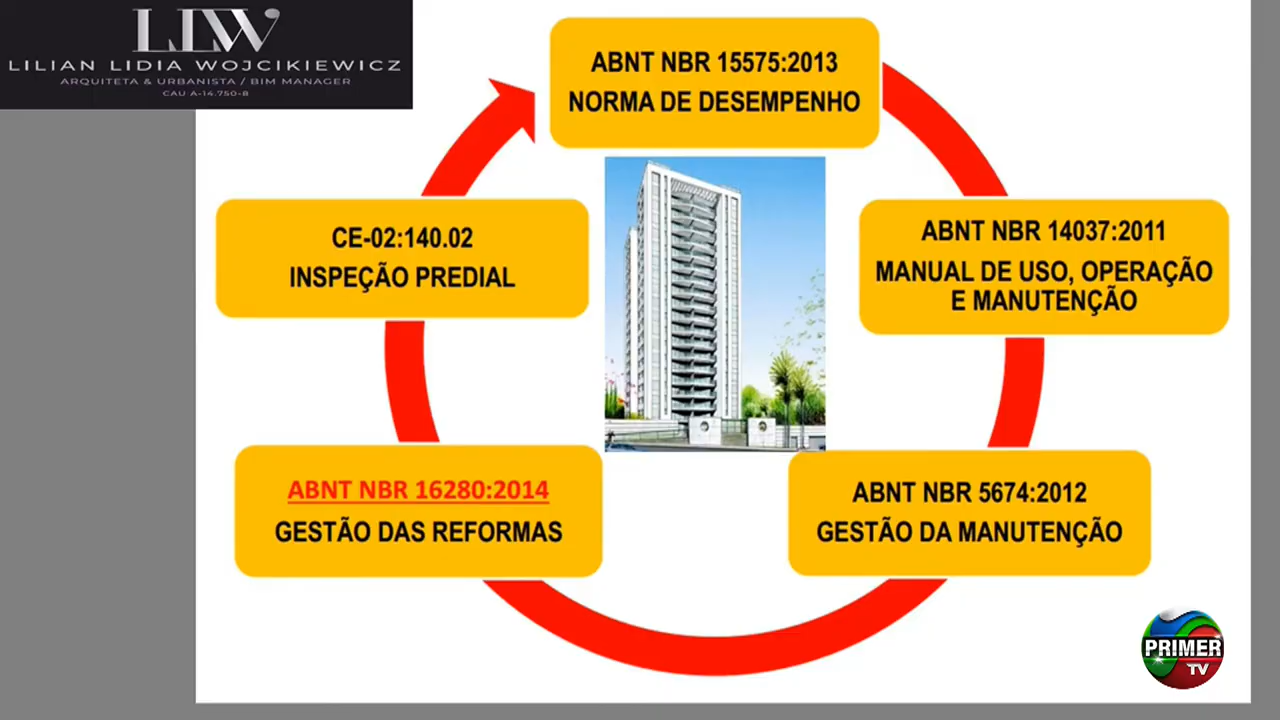 LIW
LILIAN LIDIA WOJCIKIEWICZ
ARQUITETA & URBANISTA / BIM MANAGER
CAU A-14.750-8
ABNT NBR 15575:2013
NORMA DE DESEMPENHO
CE-02:140.02
INSPEÇÃO PREDIAL
ABNT NBR 14037:2011
MANUAL DE USO, OPERAÇÃO
E MANUTENÇÃO
ABNT NBR 16280:2014
GESTÃO DAS REFORMAS
ABNT NBR 5674:2012
GESTÃO DA MANUTENÇÃO
PRIMER
TV